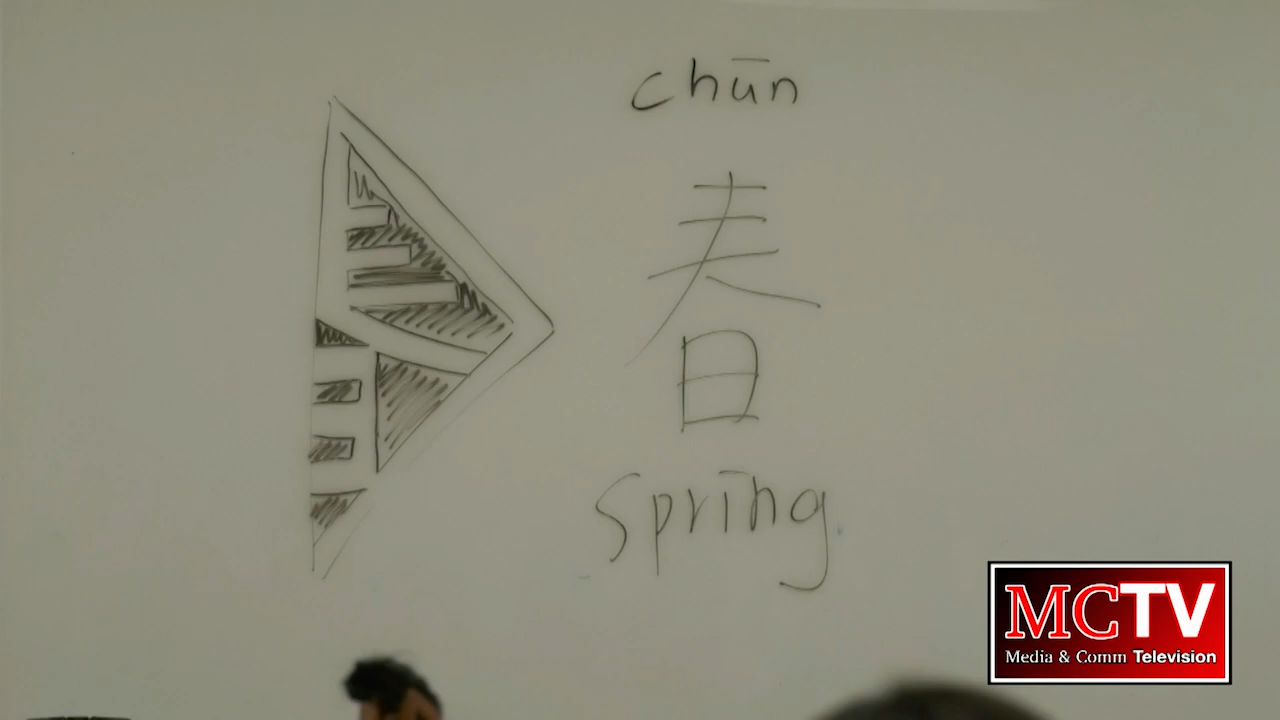 chūn
春
spring
MCTV
Media & Comm Television